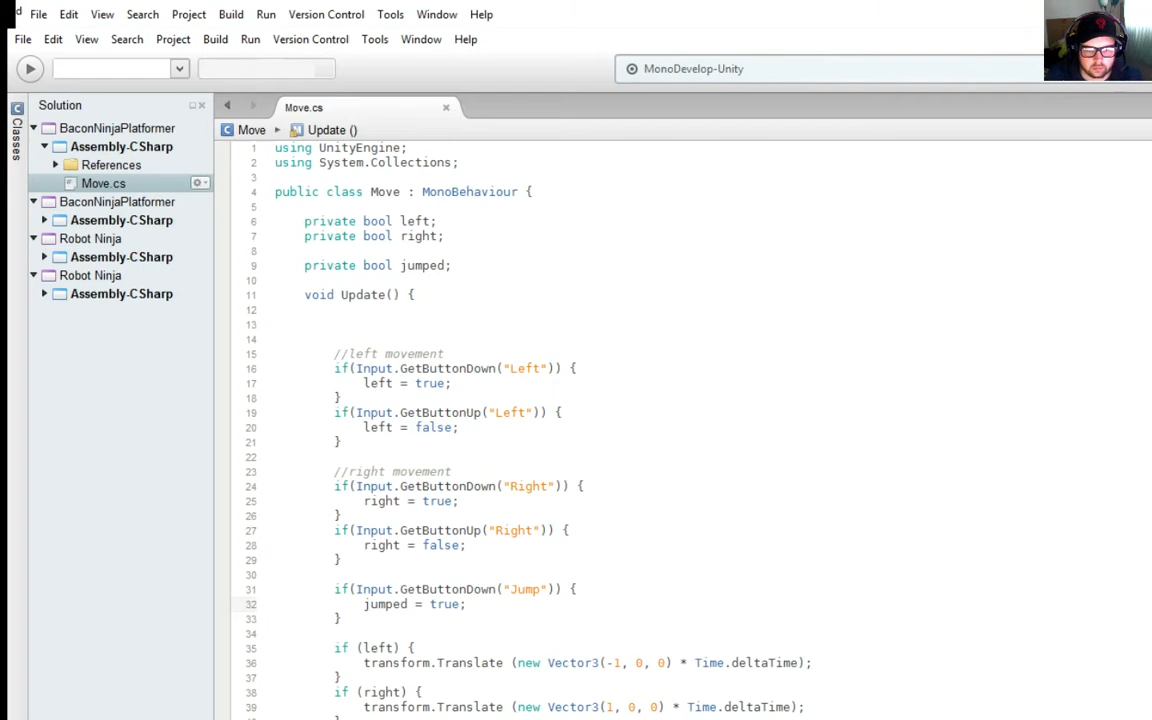 d File Edit View Search Project Build Run Version Control Tools Window Help
File Edit View Search Project Build Run Version Control Tools Window Help
MonoDevelop-Unity
Classes
Solution
BaconNinjaPlatformer
Assembly-CSharp
References
Move.cs
BaconNinjaPlatformer
Assembly-CSharp
Robot Ninja
Assembly-CSharp
Robot Ninja
Assembly-CSharp
Move.cs
Move Update ()
1 using UnityEngine;
2 using System.Collections;
3
4 public class Move : MonoBehaviour {
5
6 private bool left;
7 private bool right;
8
9 private bool jumped;
10
11 void Update() {
12
13
14
15 //left movement
16 if(Input.GetButtonDown("Left")) {
17 left = true;
18 }
19 if(Input.GetButtonUp("Left")) {
20 left = false;
21 }
22
23 //right movement
24 if(Input.GetButtonDown("Right")) {
25 right = true;
26 }
27 if(Input.GetButtonUp("Right")) {
28 right = false;
29 }
30
31 if(Input.GetButtonDown("Jump")) {
32 jumped = true;
33 }
34
35 if (left) {
36 transform.Translate (new Vector3(-1, 0, 0) * Time.deltaTime);
37 }
38 if (right) {
39 transform.Translate (new Vector3(1, 0, 0) * Time.deltaTime);